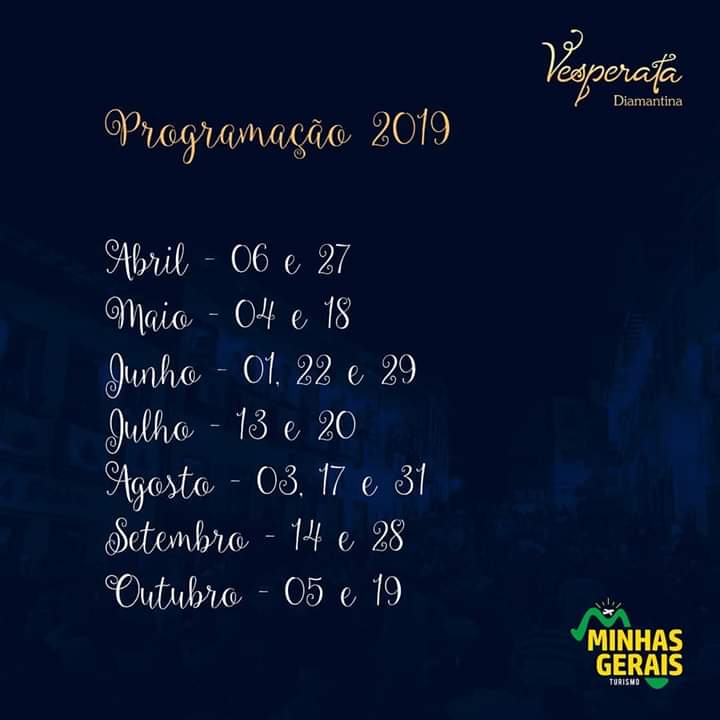 Vesperata
Diamantina
Programação 2019
Abril - 06 e 27
Maio - 04 e 18
Junho - 01, 22 e 29
Julho - 13 e 20
Agosto - 03, 17 e 31
Setembro - 14 e 28
Outubro - 05 e 19
MINHAS
GERAIS
TURISMO